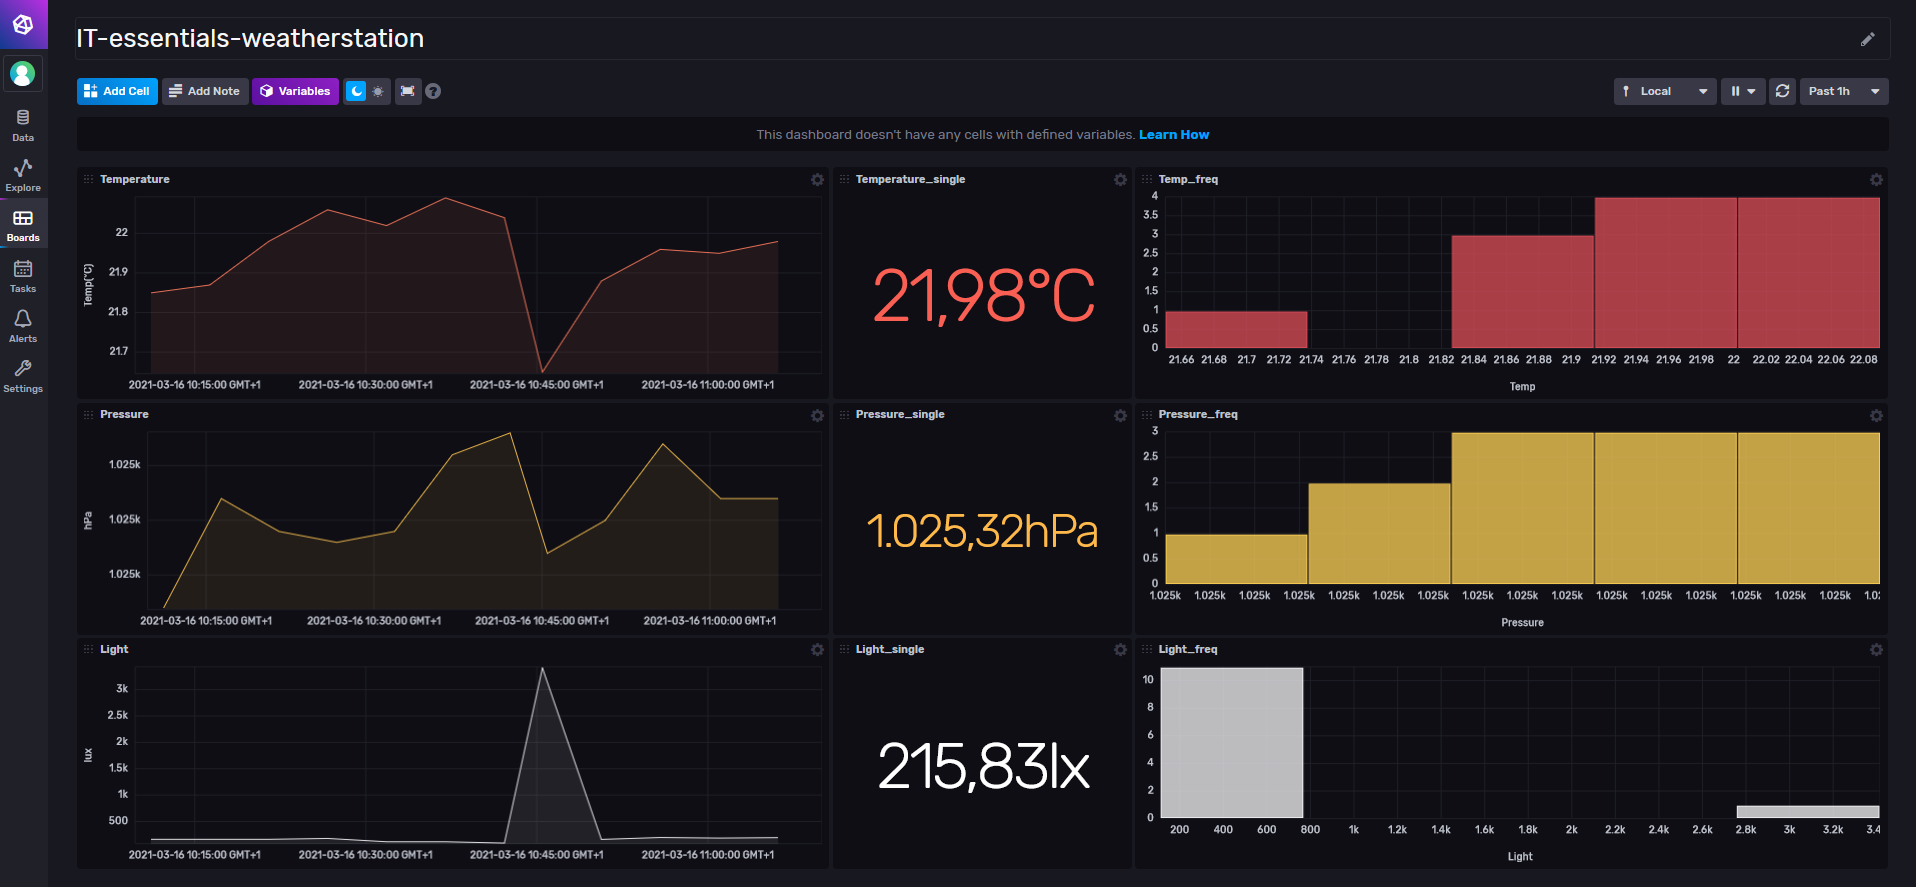 IT-essentials-weatherstation
Add Cell Add Note Variables ? Local Past 1h
Data
Explore
Boards
Tasks
Alerts
Settings
This dashboard doesn't have any cells with defined variables. Learn How
Temperature
Temp(°C)
22
21.9
21.8
21.7
2021-03-16 10:15:00 GMT+1 2021-03-16 10:30:00 GMT+1 2021-03-16 10:45:00 GMT+1 2021-03-16 11:00:00 GMT+1
Temperature_single
21,98°C
Temp_freq
4
3.5
3
2.5
2
1.5
1
0.5
0
21.66 21.68 21.7 21.72 21.74 21.76 21.78 21.8 21.82 21.84 21.86 21.88 21.9 21.92 21.94 21.96 21.98 22 22.02 22.04 22.06 22.08
Temp
Pressure
hPa
1.025k
1.025k
1.025k
2021-03-16 10:15:00 GMT+1 2021-03-16 10:30:00 GMT+1 2021-03-16 10:45:00 GMT+1 2021-03-16 11:00:00 GMT+1
Pressure_single
1.025,32hPa
Pressure_freq
3
2.5
2
1.5
1
0.5
0
1.025k 1.025k 1.025k 1.025k 1.025k 1.025k 1.025k 1.025k 1.025k 1.025k 1.025k 1.025k 1.025k 1.025k 1.025k 1.025k 1.02
Pressure
Light
lux
3k
2.5k
2k
1.5k
1k
500
2021-03-16 10:15:00 GMT+1 2021-03-16 10:30:00 GMT+1 2021-03-16 10:45:00 GMT+1 2021-03-16 11:00:00 GMT+1
Light_single
215,83lx
Light_freq
10
8
6
4
2
0
200 400 600 800 1k 1.2k 1.4k 1.6k 1.8k 2k 2.2k 2.4k 2.6k 2.8k 3k 3.2k 3.4
Light